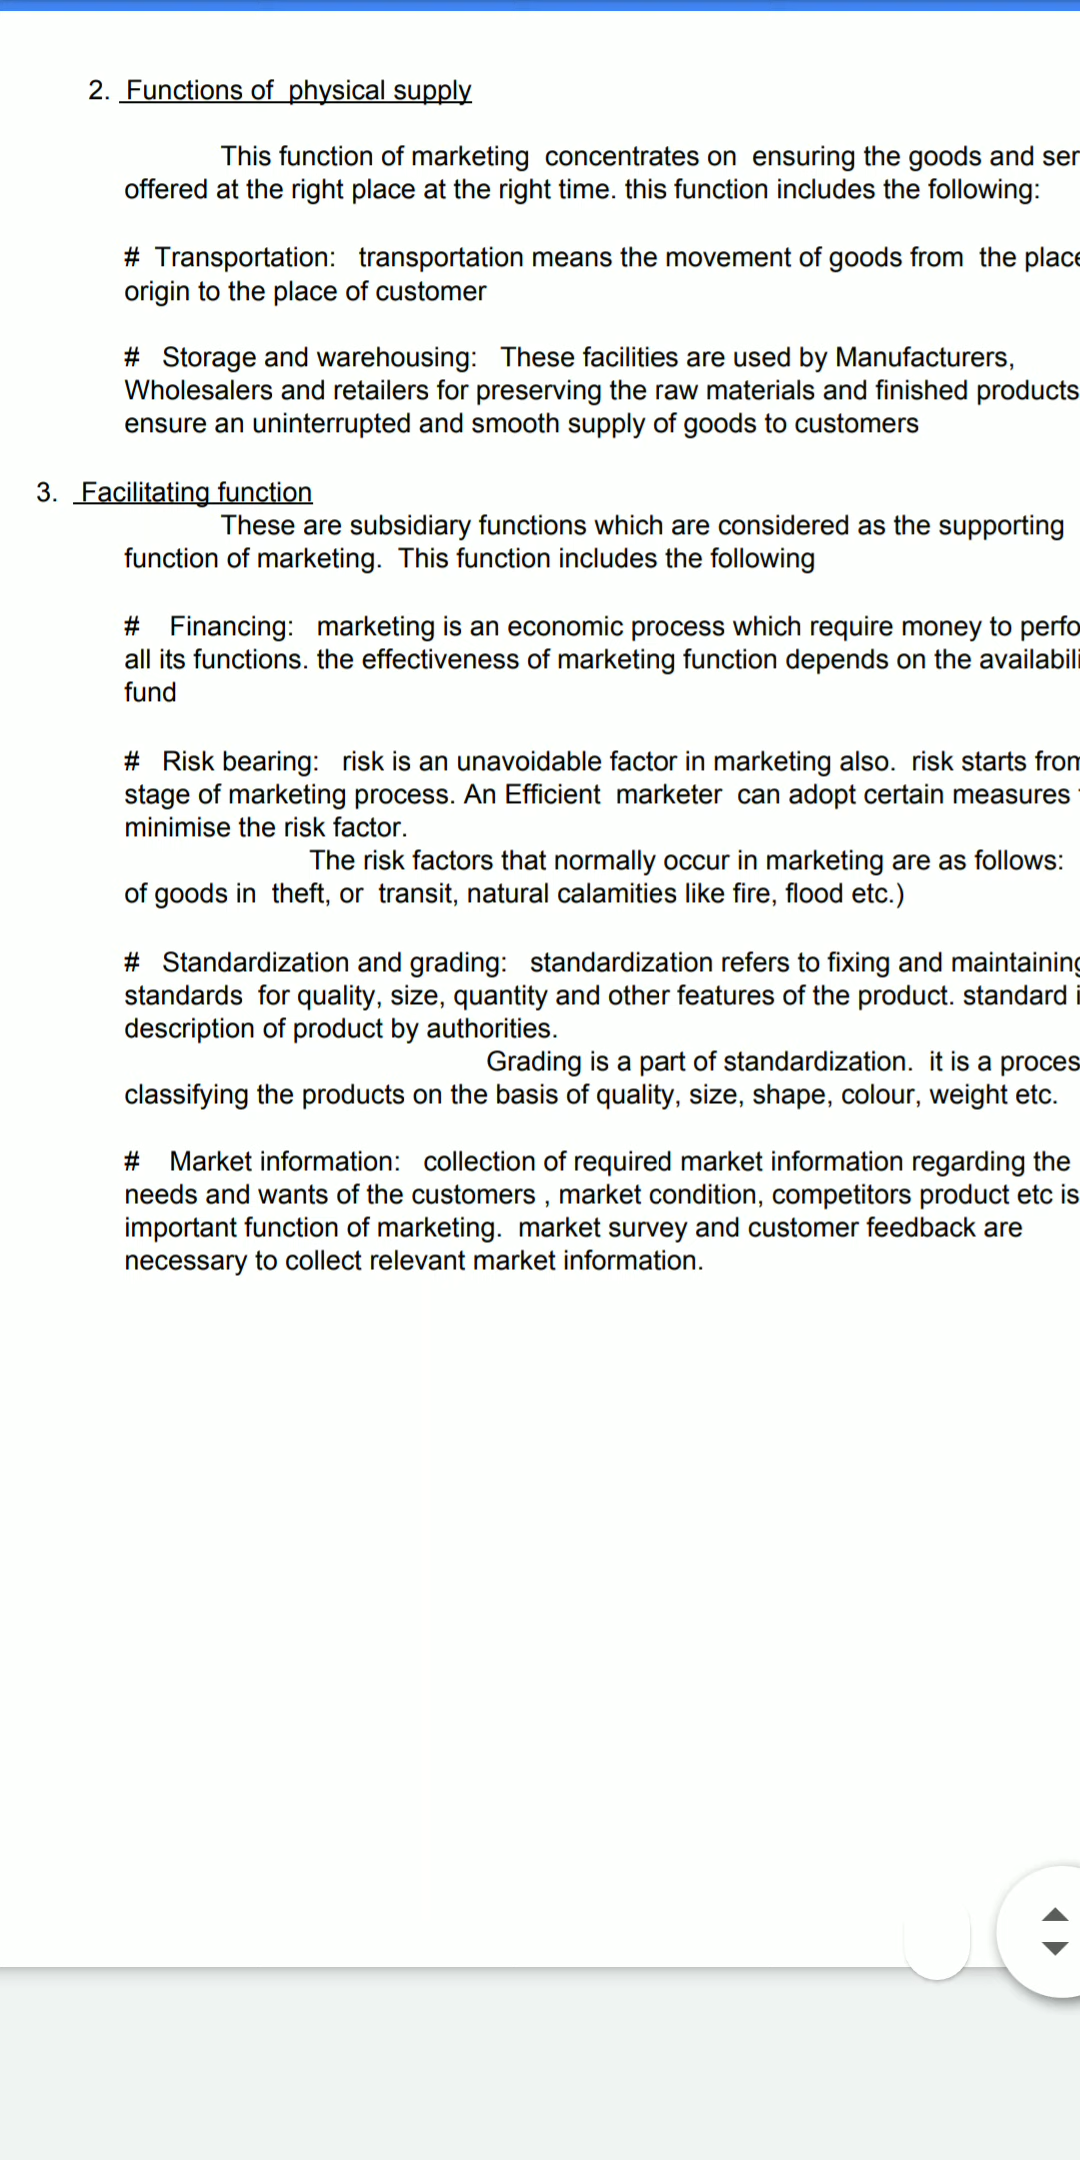 2. Functions of physical supply
This function of marketing concentrates on ensuring the goods and
offered at the right place at the right time. this function includes the following:
# Transportation: transportation means the movement of goods from the place
origin to the place of customer
# Storage and warehousing: These facilities are used by Manufacturers,
Wholesalers and retailers for preserving the raw materials and finished products
ensure an uninterrupted and smooth supply of goods to customers
3. Facilitating function
These are subsidiary functions which are considered as the supporting
function of marketing. This function includes the following
# Financing: marketing is an economic process which require money to
all its functions. the effectiveness of marketing function depends on the
fund
# Risk bearing: risk is an unavoidable factor in marketing also. risk starts from
stage of marketing process. An Efficient marketer can adopt certain measures
minimise the risk factor.
The risk factors that normally occur in marketing are as follows:
of goods in theft, or transit, natural calamities like fire, flood etc.)
# Standardization and grading: standardization refers to fixing and maintaining
standards for quality, size, quantity and other features of the product. standard
description of product by authorities.
Grading is a part of standardization. it is a
classifying the products on the basis of quality, size, shape, colour, weight etc.
# Market information: collection of required market information regarding the
needs and wants of the customers , market condition, competitors product etc is
important function of marketing. market survey and customer feedback are
necessary to collect relevant market information.